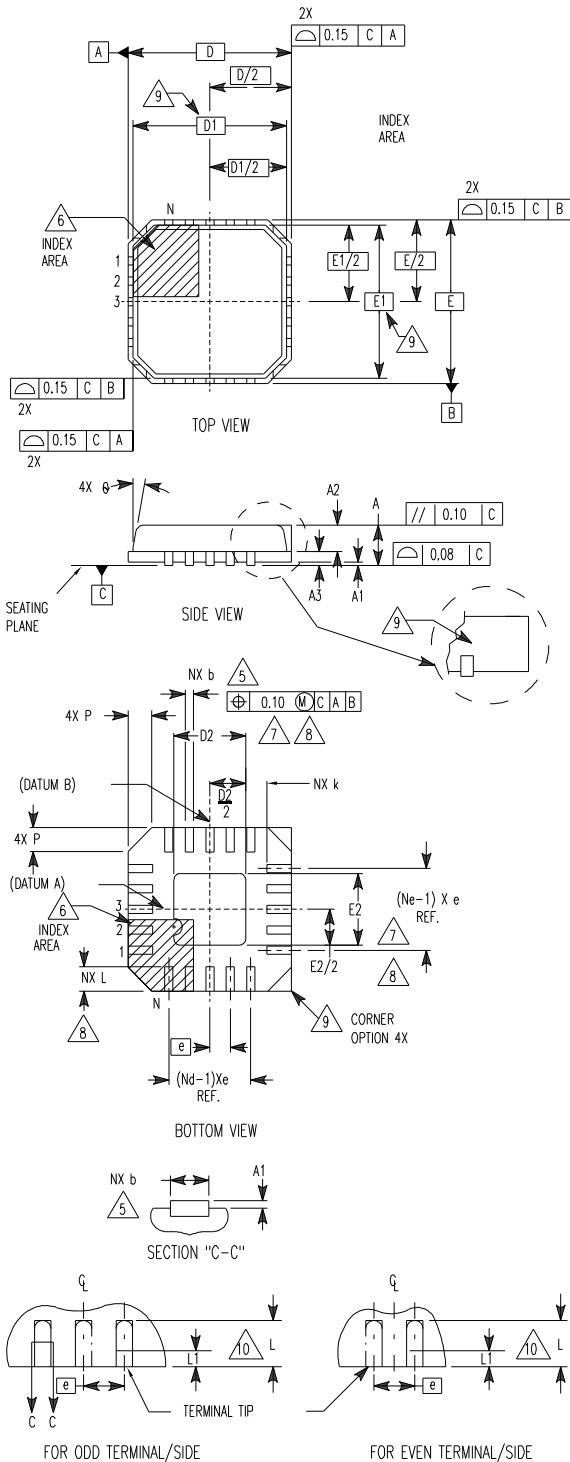 2X
⌓ 0.15 C A
A D
D/2
9
D1
INDEX
AREA
D1/2
2X
⌓ 0.15 C B
N
6
INDEX
AREA
1
2
3
E1/2
E/2
E1
E
9
⌓ 0.15 C B
2X
B
TOP VIEW
⌓ 0.15 C A
2X
4X θ
A2
A
// 0.10 C
⌓ 0.08 C
C
A3
A1
SEATING
PLANE
SIDE VIEW
9
NX b
5
⌖ 0.10 Ⓜ C A B
4X P
D2
7
8
(DATUM B)
D2
2
NX k
4X P
(DATUM A)
3
6
INDEX
AREA
2
1
E2
(Ne-1) X e
REF.
7
E2/2
NX L
8
8
N
9
CORNER
OPTION 4X
e
(Nd-1)Xe
REF.
BOTTOM VIEW
NX b
A1
5
SECTION "C-C"
℄
℄
L1
10
L
L1
10
L
e
e
C C
TERMINAL TIP
FOR ODD TERMINAL/SIDE
FOR EVEN TERMINAL/SIDE